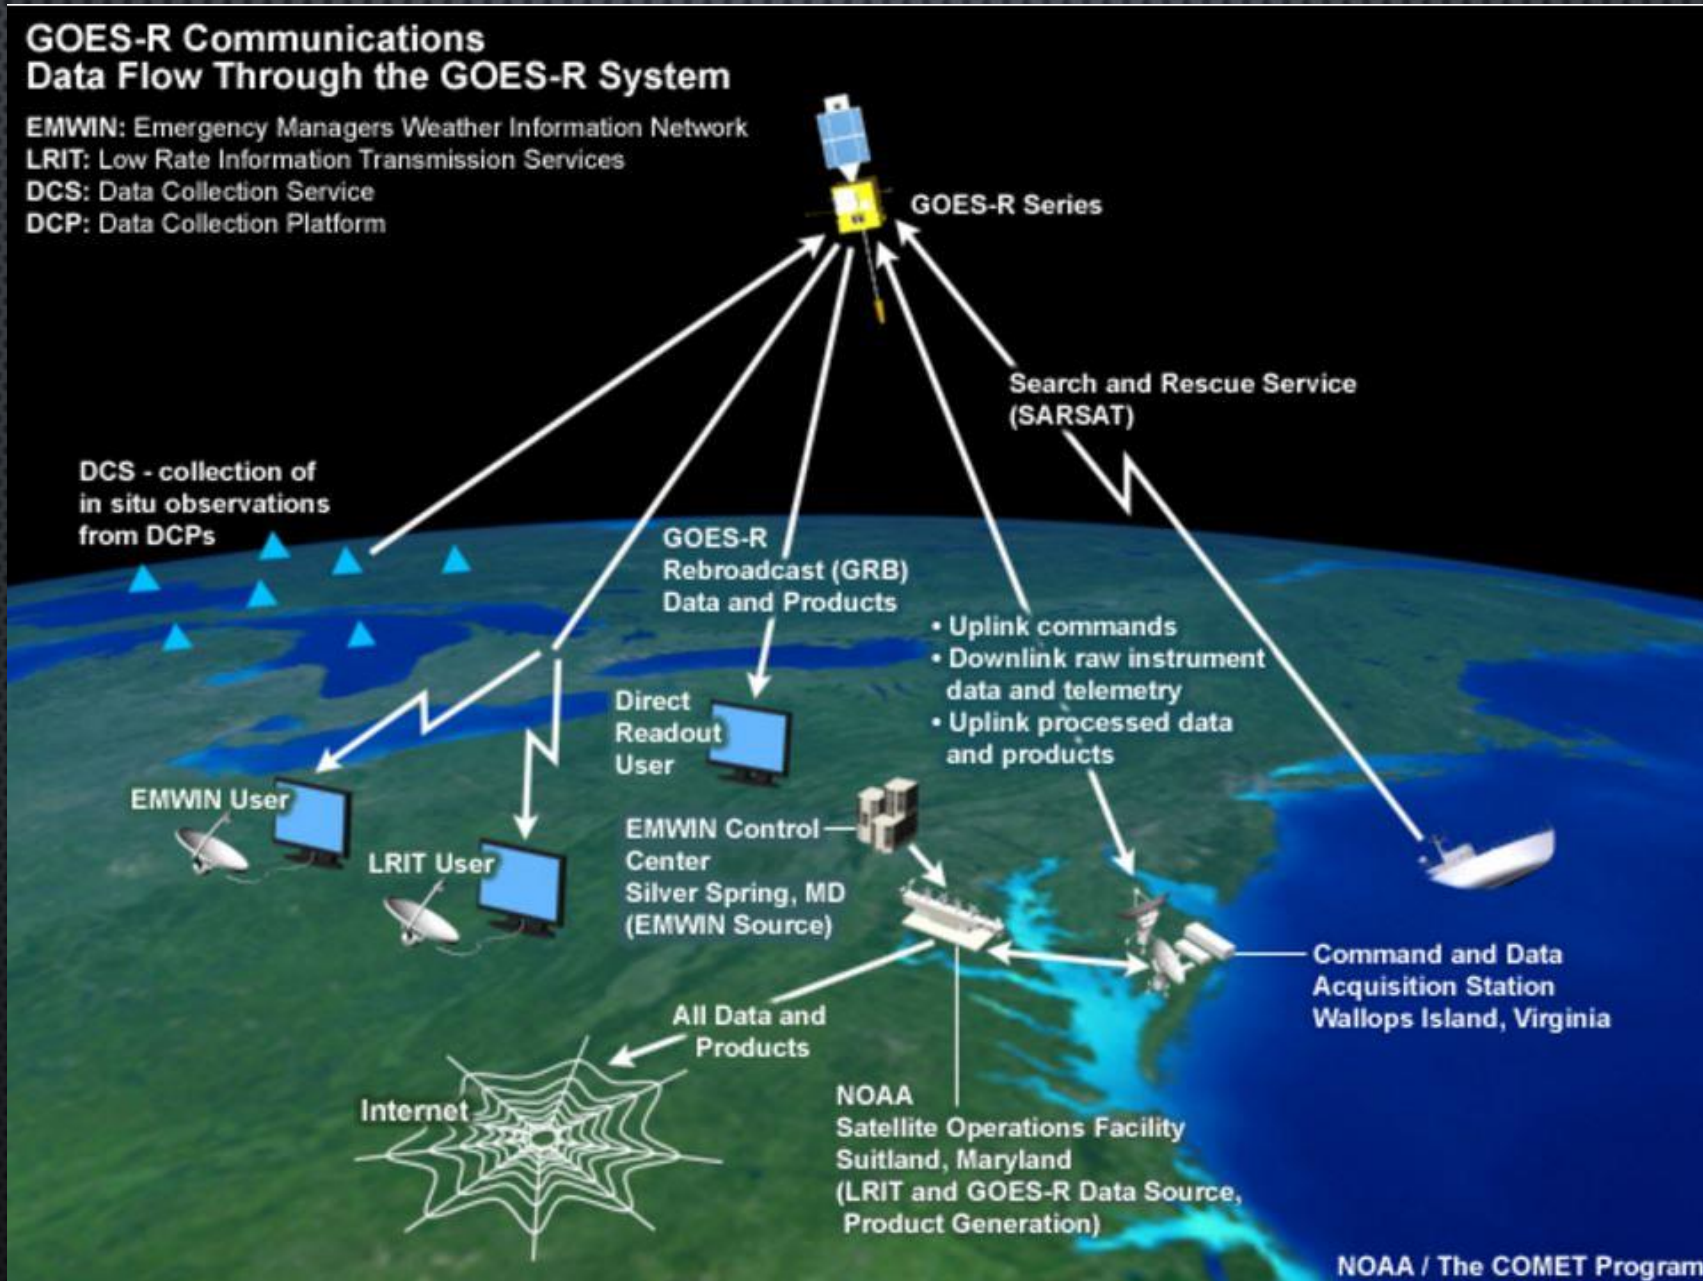 GOES-R Communications
Data Flow Through the GOES-R System
EMWIN: Emergency Managers Weather Information Network
LRIT: Low Rate Information Transmission Services
DCS: Data Collection Service
DCP: Data Collection Platform
GOES-R Series
Search and Rescue Service
(SARSAT)
DCS - collection of
in situ observations
from DCPs
GOES-R
Rebroadcast (GRB)
Data and Products
• Uplink commands
• Downlink raw instrument
data and telemetry
• Uplink processed data
and products
Direct
Readout
User
EMWIN User
LRIT User
EMWIN Control
Center
Silver Spring, MD
(EMWIN Source)
Command and Data
Acquisition Station
Wallops Island, Virginia
All Data and
Products
Internet
NOAA
Satellite Operations Facility
Suitland, Maryland
(LRIT and GOES-R Data Source,
Product Generation)
NOAA / The COMET Program